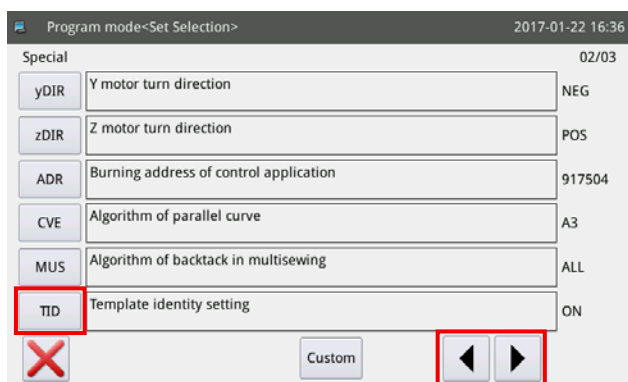 Program mode<Set Selection> 2017-01-22 16:36
Special 02/03
yDIR Y motor turn direction NEG
zDIR Z motor turn direction POS
ADR Burning address of control application 917504
CVE Algorithm of parallel curve A3
MUS Algorithm of backtack in multisewing ALL
TID Template identity setting ON
Custom